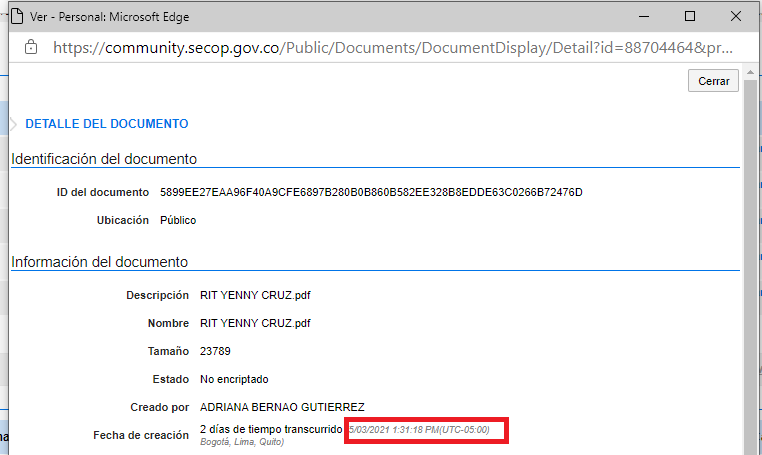 Ver - Personal: Microsoft Edge
https://community.secop.gov.co/Public/Documents/DocumentDisplay/Detail?id=88704464&pr...
Cerrar
DETALLE DEL DOCUMENTO
Identificación del documento
ID del documento 5899EE27EAA96F40A9CFE6897B280B0B860B582EE328B8EDDE63C0266B72476D
Ubicación Público
Información del documento
Descripción RIT YENNY CRUZ.pdf
Nombre RIT YENNY CRUZ.pdf
Tamaño 23789
Estado No encriptado
Creado por ADRIANA BERNAO GUTIERREZ
Fecha de creación 2 días de tiempo transcurrido 5/03/2021 1:31:18 PM(UTC-05:00)
Bogotá, Lima, Quito)